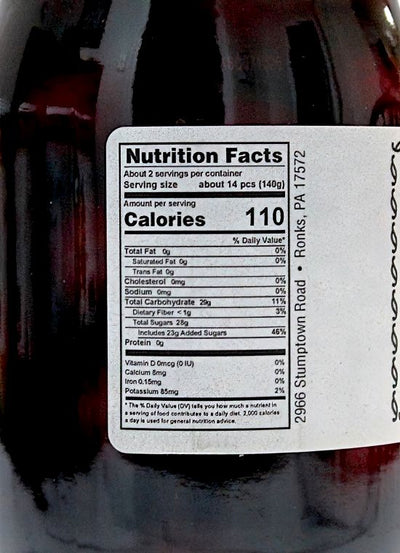 Nutrition Facts
About 2 servings per container
Serving size about 14 pcs (140g)
Amount per serving
Calories 110
% Daily Value*
Total Fat 0g 0%
Saturated Fat 0g 0%
Trans Fat 0g
Cholesterol 0mg 0%
Sodium 0mg 0%
Total Carbohydrate 29g 11%
Dietary Fiber <1g 3%
Total Sugars 28g
Includes 23g Added Sugars 46%
Protein 0g
Vitamin D 0mcg (0 IU) 0%
Calcium 6mg 0%
Iron 0.15mg 0%
Potassium 85mg 2%
* The % Daily Value (DV) tells you how much a nutrient in
a serving of food contributes to a daily diet. 2,000 calories
a day is used for general nutrition advice.
2966 Stumptown Road • Ronks, PA 17572